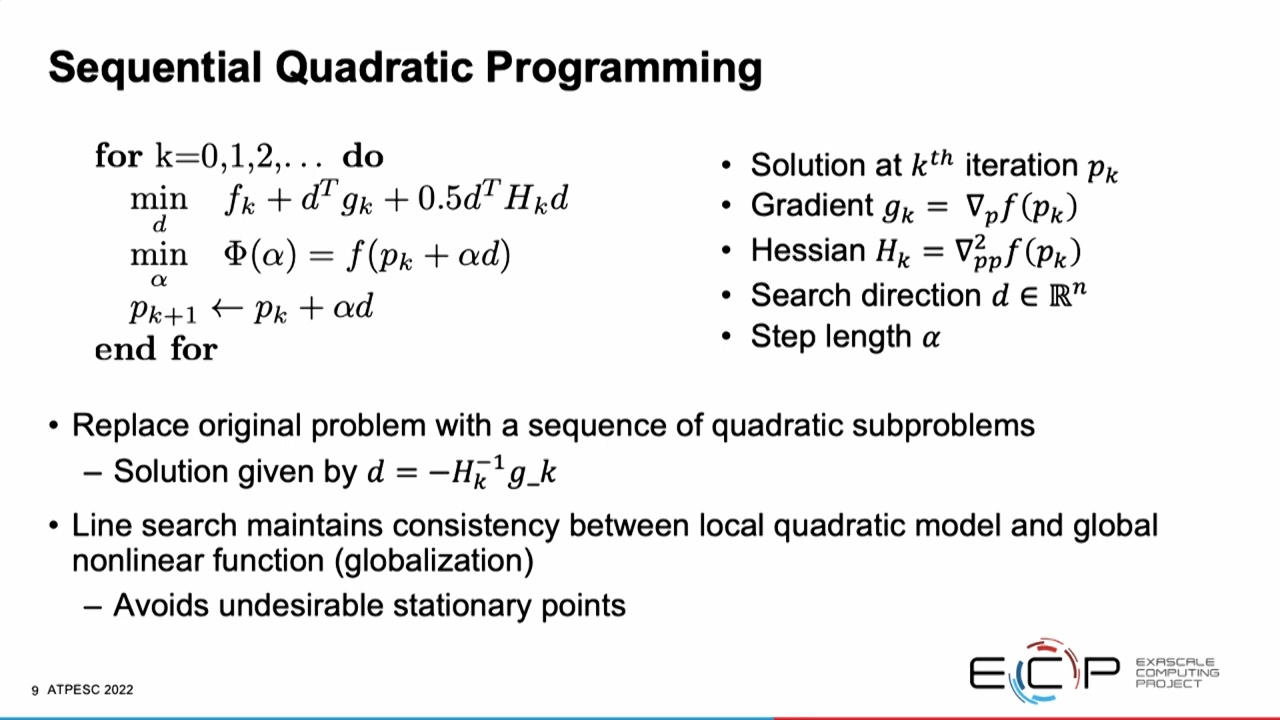 Sequential Quadratic Programming
for k=0,1,2,... do
min_d f_k + d^T g_k + 0.5d^T H_k d
min_α Φ(α) = f(p_k + αd)
p_{k+1} ← p_k + αd
end for
• Solution at k^{th} iteration p_k
• Gradient g_k = ∇_p f(p_k)
• Hessian H_k = ∇²_{pp} f(p_k)
• Search direction d ∈ ℝ^n
• Step length α
• Replace original problem with a sequence of quadratic subproblems
– Solution given by d = −H_k^{−1} g_k
• Line search maintains consistency between local quadratic model and global
nonlinear function (globalization)
– Avoids undesirable stationary points
9 ATPESC 2022
ECP
EXASCALE
COMPUTING
PROJECT